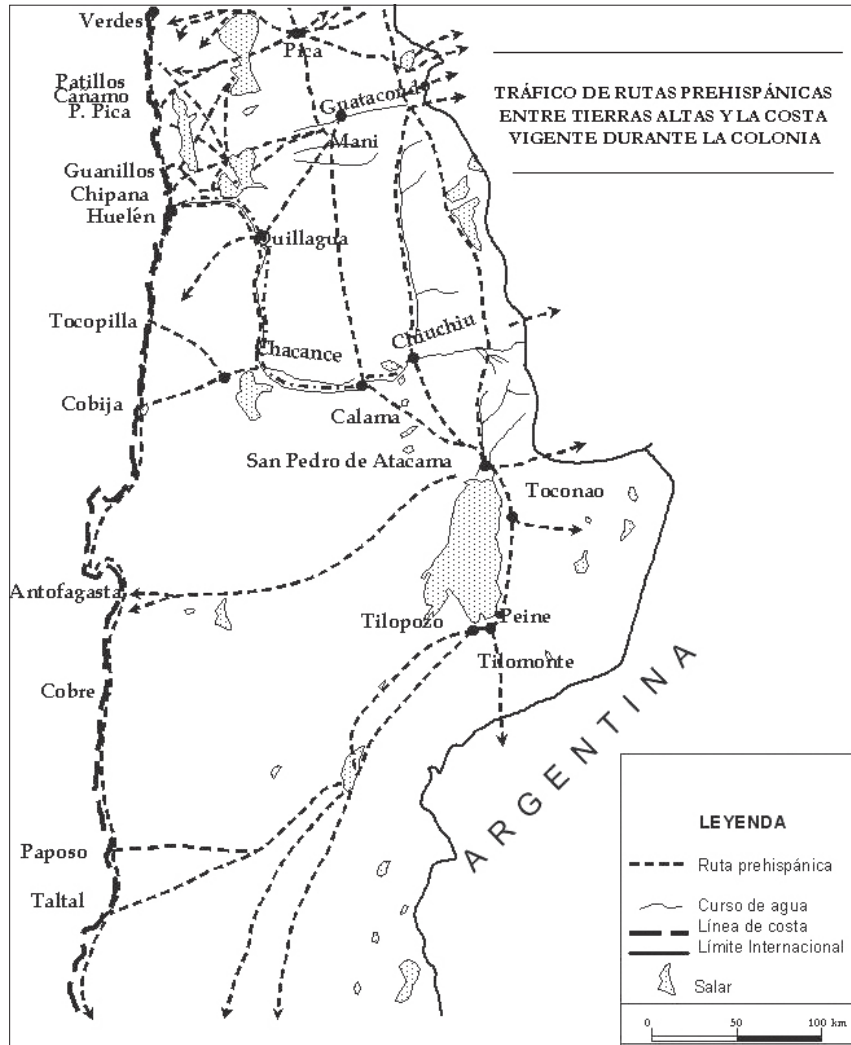 Verdes
Pica
TRÁFICO DE RUTAS PREHISPÁNICAS
ENTRE TIERRAS ALTAS Y LA COSTA
VIGENTE DURANTE LA COLONIA
Patillos
Cáñamo
P. Pica
Guatacondo
Mani
Guanillos
Chipana
Huelén
Quillagua
Tocopilla
Chacance
Chiuchiu
Cobija
Calama
San Pedro de Atacama
Toconao
Antofagasta
Tilopozo
Peine
Tilomonte
Cobre
ARGENTINA
Paposo
Taltal
LEYENDA
Ruta prehispánica
Curso de agua
Línea de costa
Límite Internacional
Salar
0 50 100 km